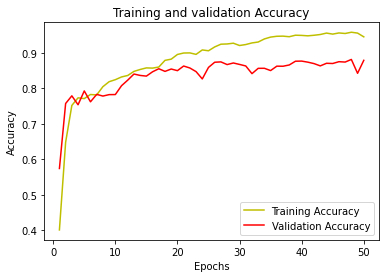 Training and validation Accuracy
Accuracy
0.9
0.8
0.7
0.6
0.5
0.4
Training Accuracy
Validation Accuracy
0
10
20
30
40
50
Epochs